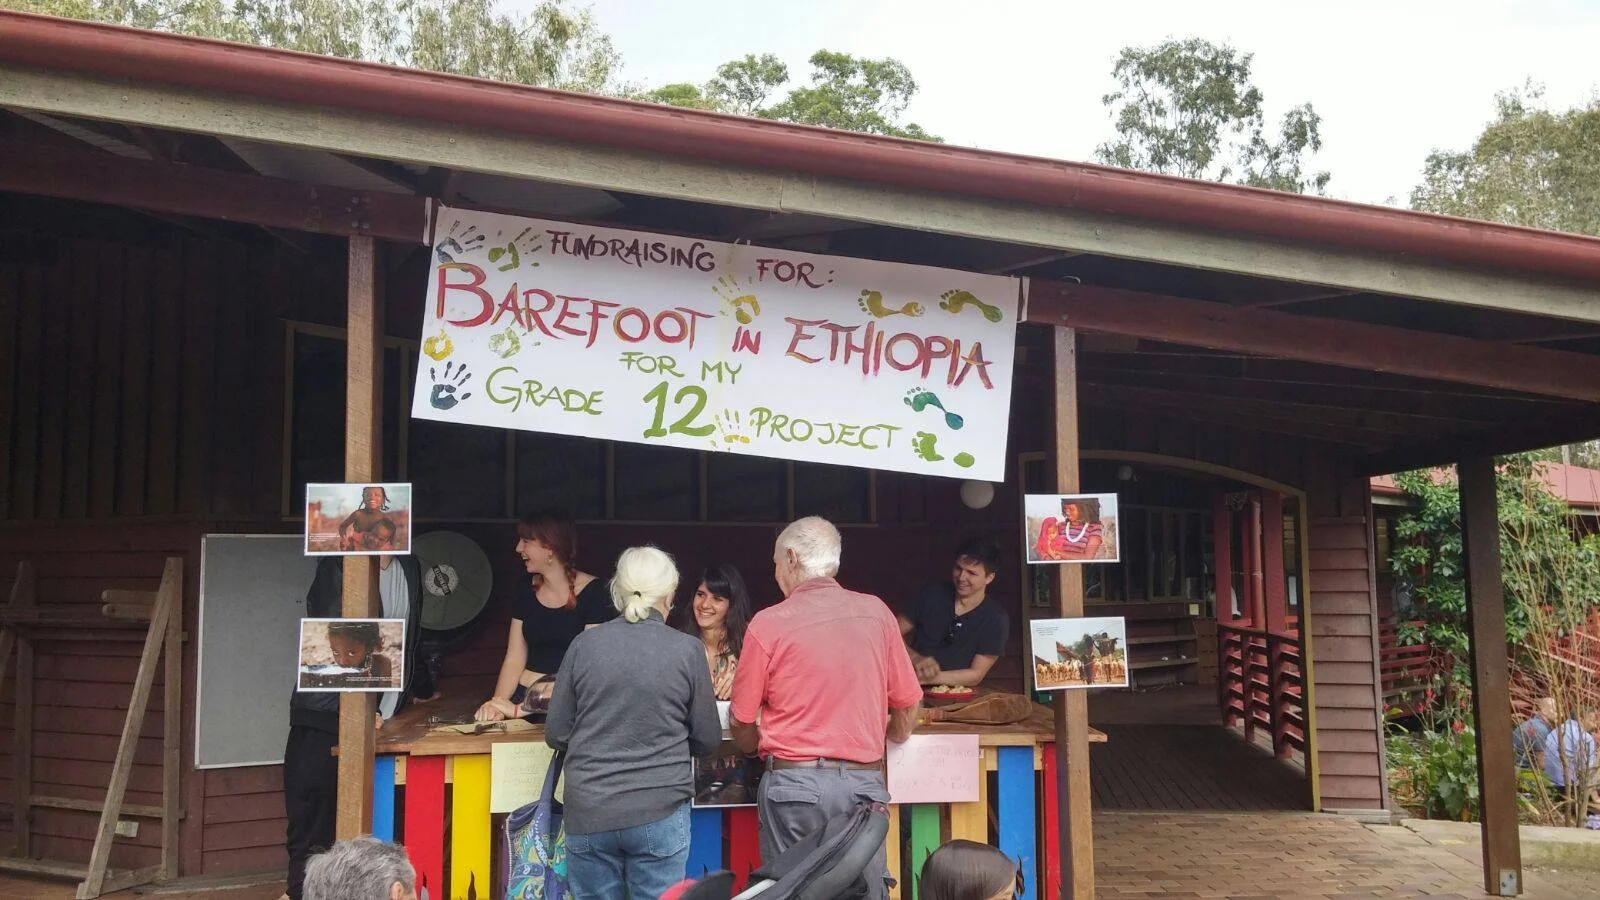 FUNDRAISING FOR:
BAREFOOT IN ETHIOPIA
FOR MY
GRADE 12 PROJECT